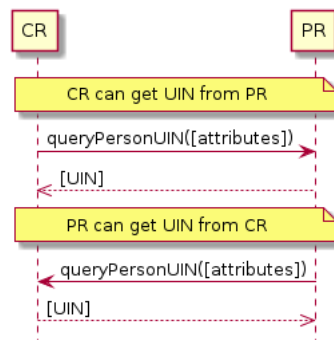 CR PR
CR can get UIN from PR
queryPersonUIN([attributes])
[UIN]
PR can get UIN from CR
queryPersonUIN([attributes])
[UIN]